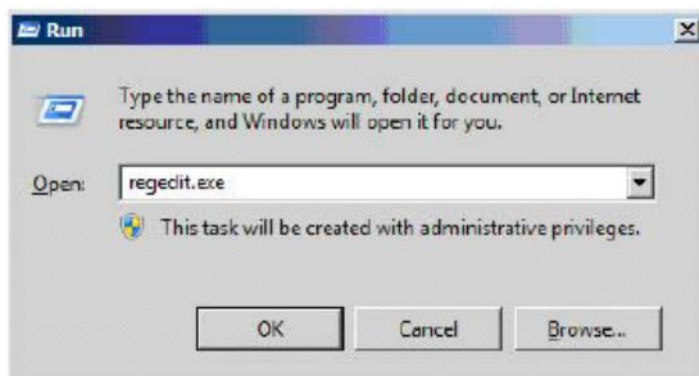 Run
Type the name of a program, folder, document, or Internet
resource, and Windows will open it for you.
Open: regedit.exe
This task will be created with administrative privileges.
OK Cancel Browse...